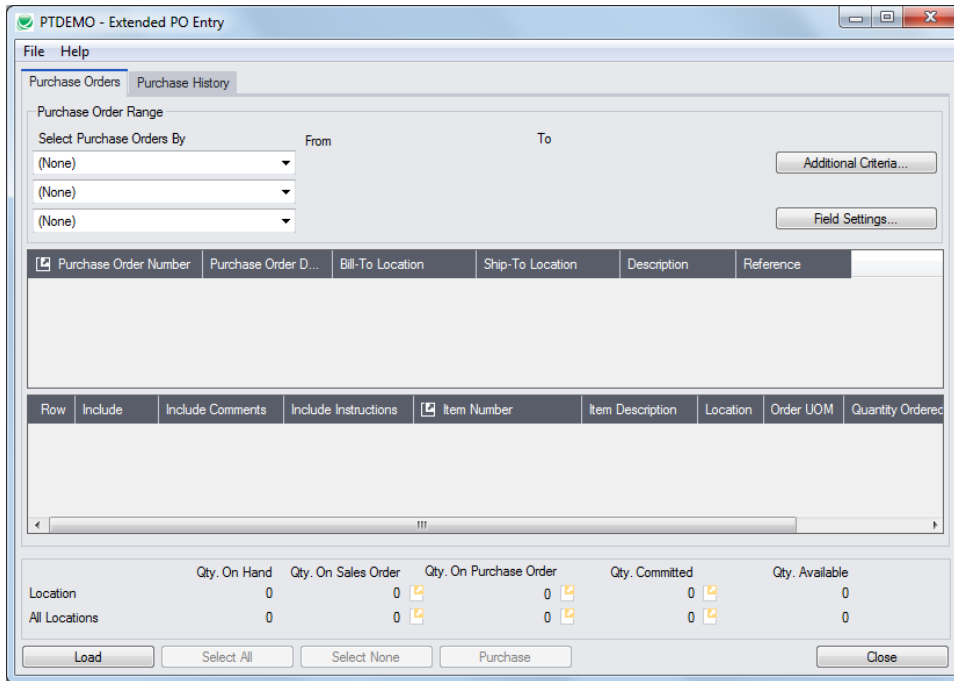 PTDEMO - Extended PO Entry
File Help
Purchase Orders Purchase History
Purchase Order Range
Select Purchase Orders By From To
(None) Additional Criteria...
(None)
(None) Field Settings...
Purchase Order Number Purchase Order D... Bill-To Location Ship-To Location Description Reference
Row Include Include Comments Include Instructions Item Number Item Description Location Order UOM Quantity Ordered
Qty. On Hand Qty. On Sales Order Qty. On Purchase Order Qty. Committed Qty. Available
Location 0 0 0 0 0
All Locations 0 0 0 0 0
Load Select All Select None Purchase Close